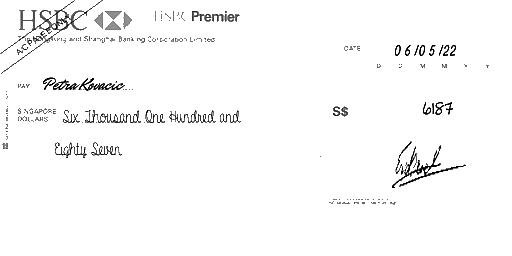 HSBC HSBC Premier
A/C PAYEE ONLY
The Hongkong and Shanghai Banking Corporation Limited
DATE 06/05/22
D D M M Y Y
PAY Petra Kovacic
SINGAPORE
DOLLARS Six Thousand One Hundred and
Eighty Seven
S$ 6187